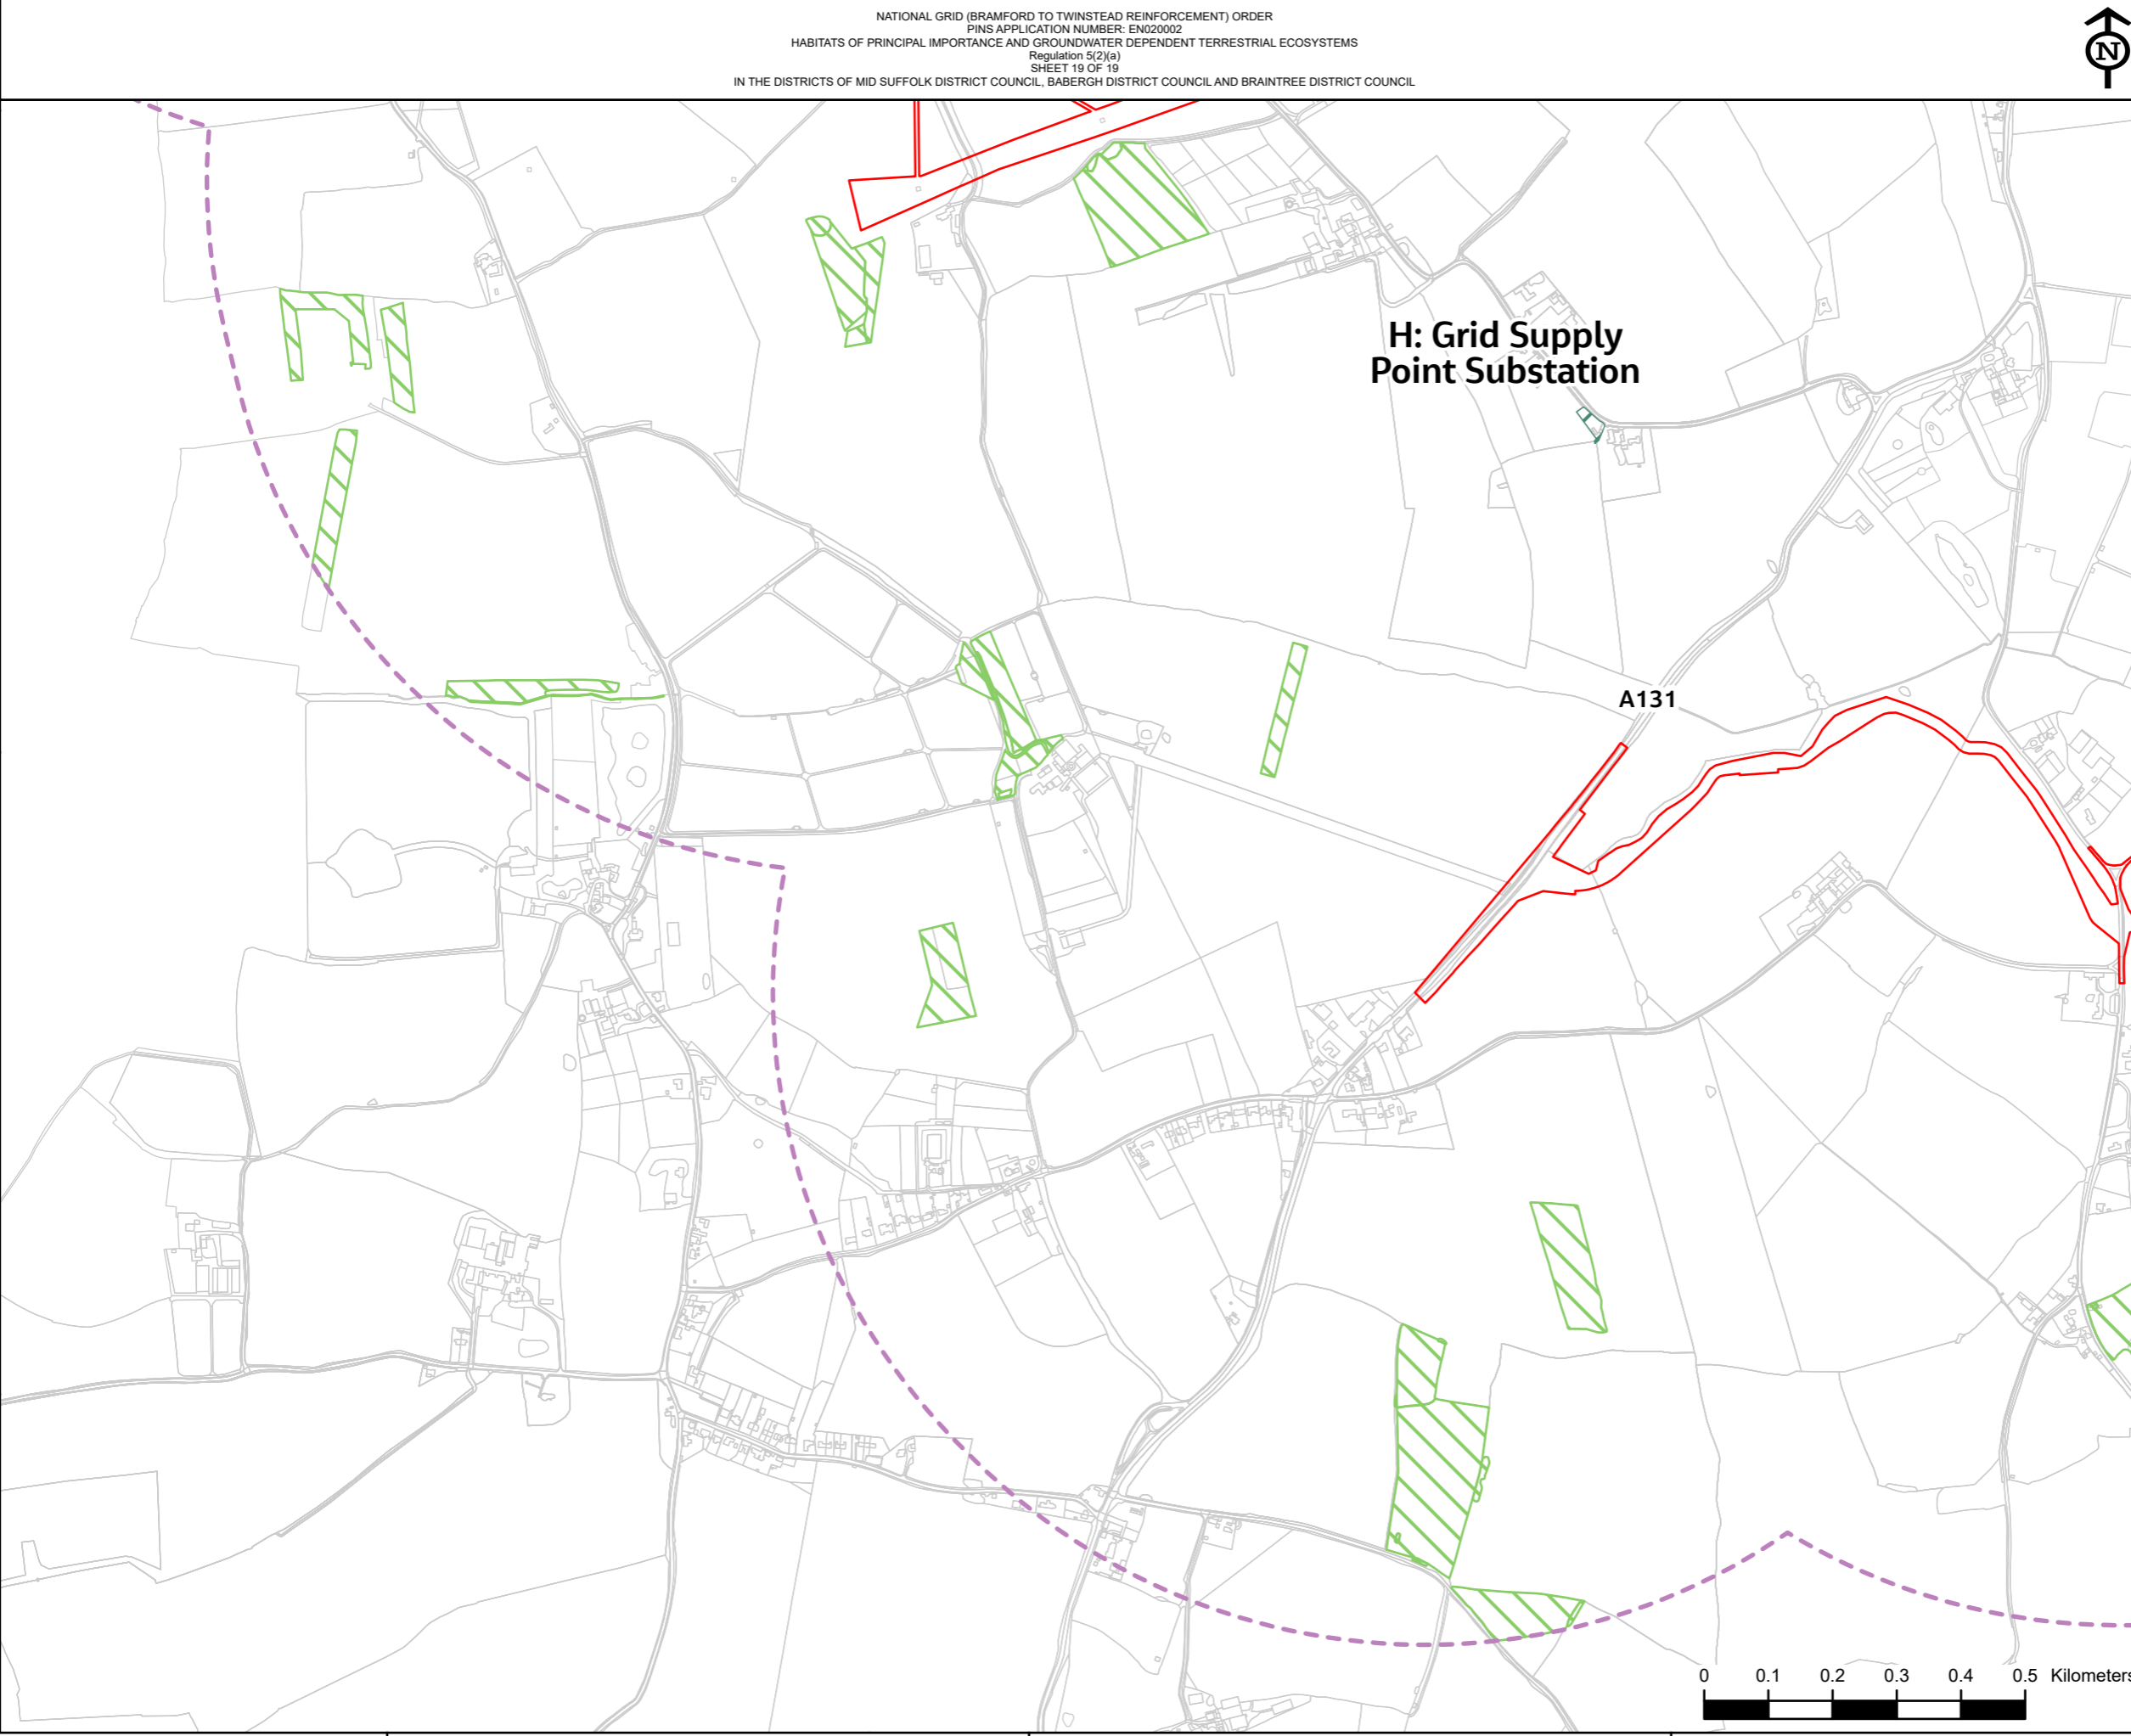 NATIONAL GRID (BRAMFORD TO TWINSTEAD REINFORCEMENT) ORDER
PINS APPLICATION NUMBER: EN020002
HABITATS OF PRINCIPAL IMPORTANCE AND GROUNDWATER DEPENDENT TERRESTRIAL ECOSYSTEMS
Regulation 5(2)(a)
SHEET 19 OF 19
IN THE DISTRICTS OF MID SUFFOLK DISTRICT COUNCIL, BABERGH DISTRICT COUNCIL AND BRAINTREE DISTRICT COUNCIL
N
H: Grid Supply
Point Substation
A131
0 0.1 0.2 0.3 0.4 0.5 Kilometers